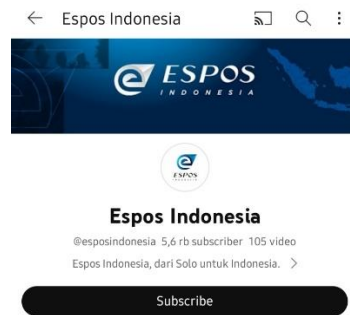 Espos Indonesia
ESPOS
INDONESIA
ESPOS
Espos Indonesia
@esposindonesia 5,6 rb subscriber 105 video
Espos Indonesia, dari Solo untuk Indonesia.
Subscribe